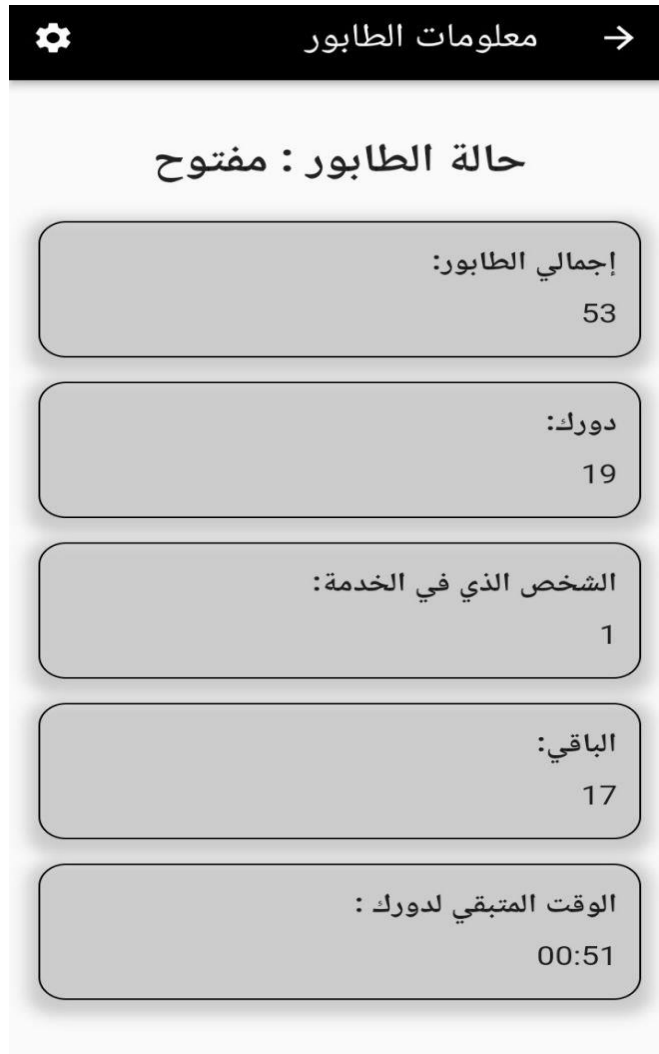 معلومات الطابور
حالة الطابور : مفتوح
إجمالي الطابور:
53
دورك:
19
الشخص الذي في الخدمة:
1
الباقي:
17
الوقت المتبقي لدورك :
00:51